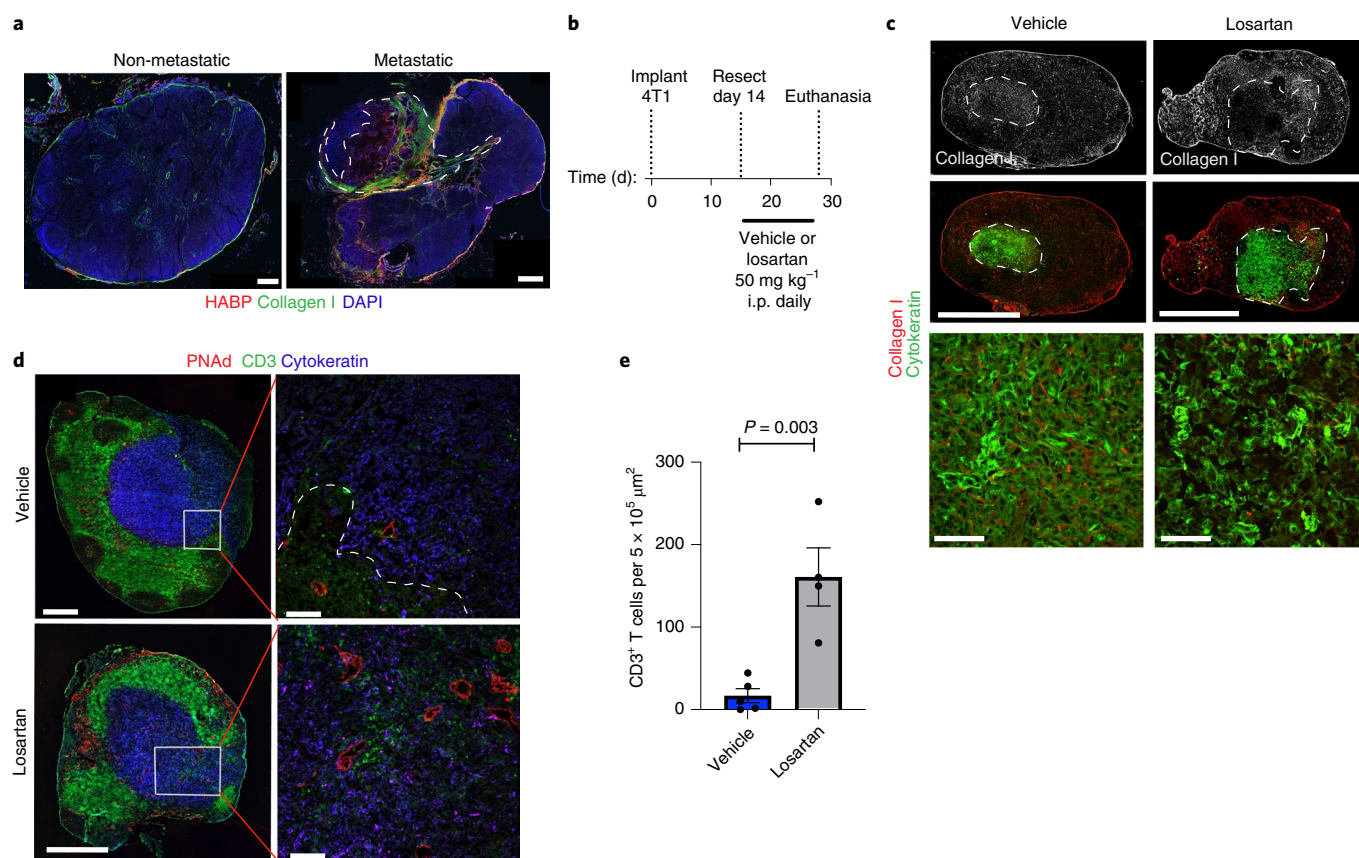 a
Non-metastatic Metastatic
HABP Collagen I DAPI
b
Implant 4T1
Resect day 14
Euthanasia
Time (d):
0 10 20 30
Vehicle or
losartan
50 mg kg⁻¹
i.p. daily
c
Vehicle Losartan
Collagen I Collagen I
Collagen I
Cytokeratin
d
PNAd CD3 Cytokeratin
Vehicle
Losartan
e
P = 0.003
CD3⁺ T cells per 5 × 10⁵ μm²
300
200
100
0
Vehicle
Losartan